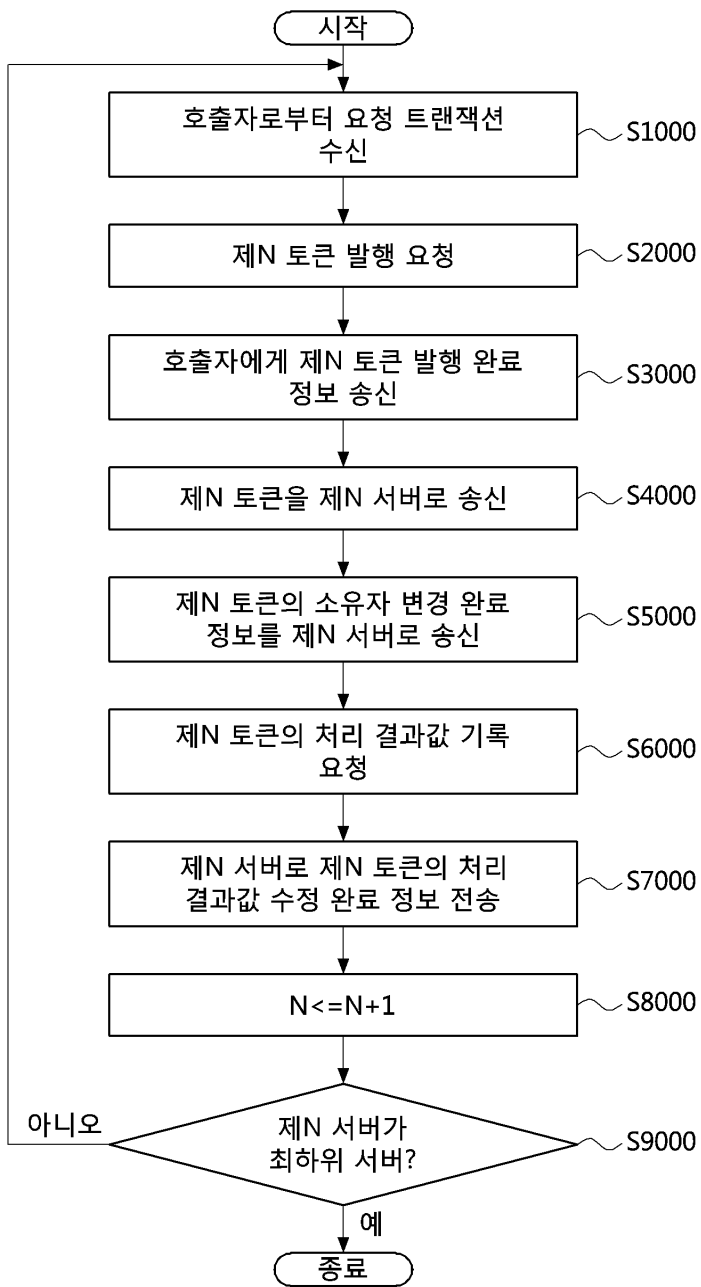 시작
호출자로부터 요청 트랜잭션
수신
S1000
제N 토큰 발행 요청
S2000
호출자에게 제N 토큰 발행 완료
정보 송신
S3000
제N 토큰을 제N 서버로 송신
S4000
제N 토큰의 소유자 변경 완료
정보를 제N 서버로 송신
S5000
제N 토큰의 처리 결과값 기록
요청
S6000
제N 서버로 제N 토큰의 처리
결과값 수정 완료 정보 전송
S7000
N<=N+1
S8000
아니오
제N 서버가
최하위 서버?
S9000
예
종료